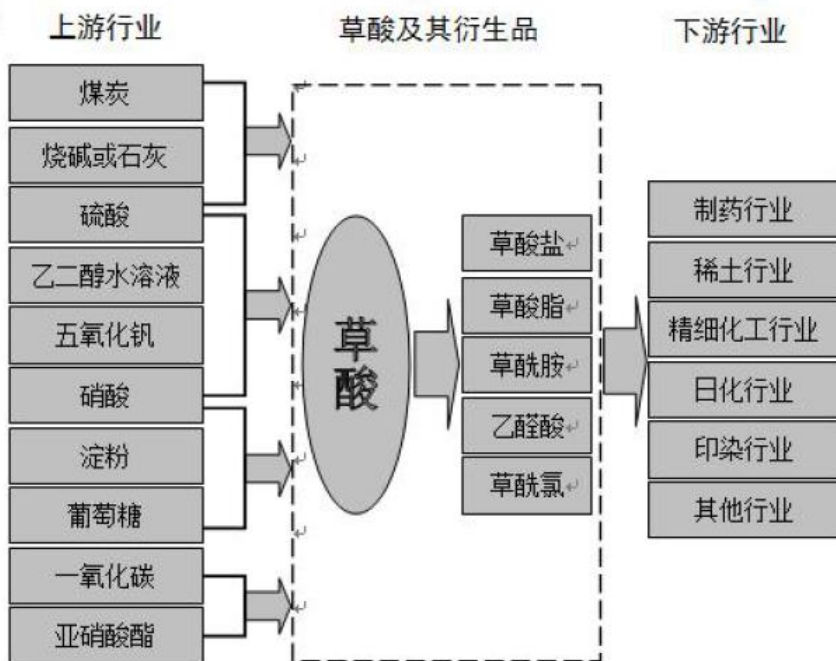 上游行业
草酸及其衍生品
下游行业
煤炭
烧碱或石灰
硫酸
乙二醇水溶液
五氧化钒
硝酸
淀粉
葡萄糖
一氧化碳
亚硝酸酯
草酸
草酸盐
草酸脂
草酰胺
乙醛酸
草酰氯
制药行业
稀土行业
精细化工行业
日化行业
印染行业
其他行业